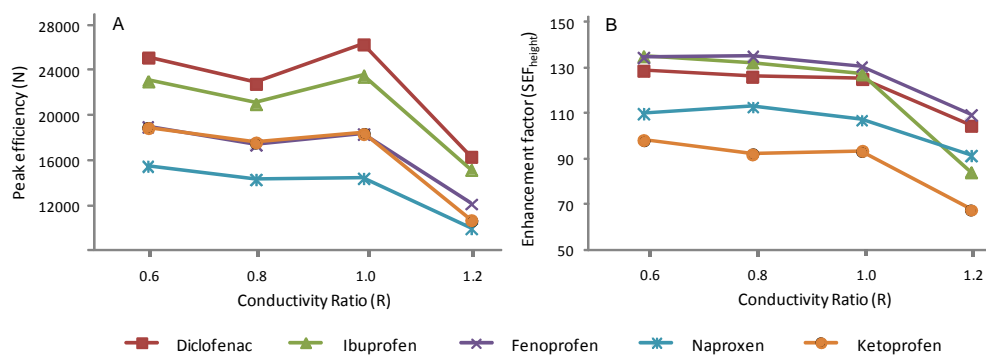 A
Peak efficiency (N)
28000
24000
20000
16000
12000
0.6 0.8 1.0 1.2
Conductivity Ratio (R)
B
Enhancement factor (SEFheight)
150
130
110
90
70
50
0.6 0.8 1.0 1.2
Conductivity Ratio (R)
Diclofenac Ibuprofen Fenoprofen Naproxen Ketoprofen